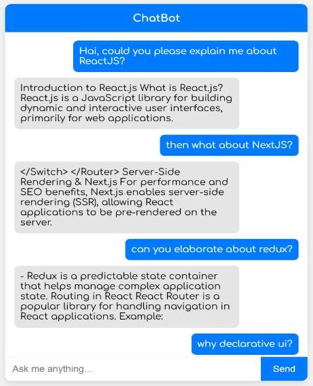 ChatBot
Hai, could you please explain me about
ReactJS?
Introduction to React.js What is React.js?
React.js is a JavaScript library for building
dynamic and interactive user interfaces,
primarily for web applications.
then what about NextJS?
</Switch> </Router> Server-Side
Rendering & Next.js For performance and
SEO benefits, Next.js enables server-side
rendering (SSR), allowing React
applications to be pre-rendered on the
server.
can you elaborate about redux?
- Redux is a predictable state container
that helps manage complex application
state. Routing in React React Router is a
popular library for handling navigation in
React applications. Example:
why declarative ui?
Ask me anything...
Send